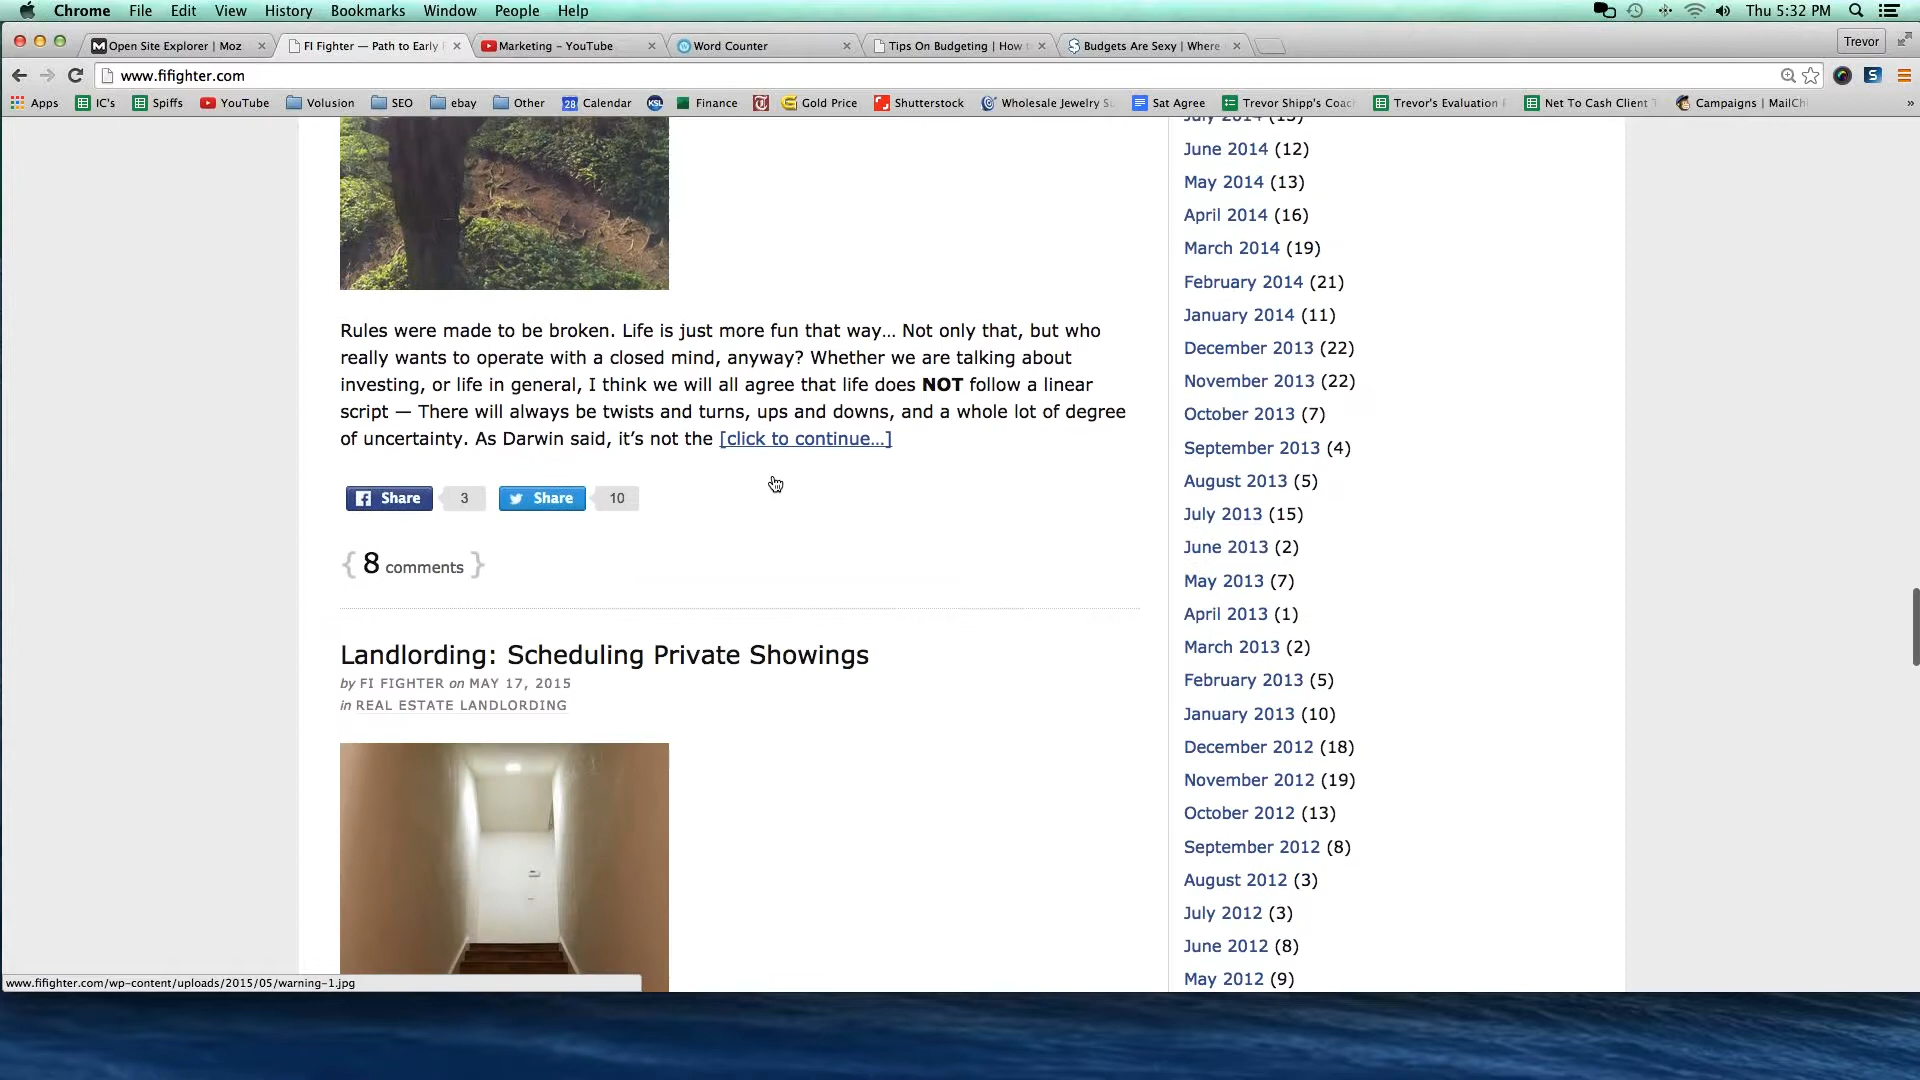 Chrome File Edit View History Bookmarks Window People Help
Thu 5:32 PM
Open Site Explorer | Moz
FI Fighter — Path to Early
Marketing – YouTube
Word Counter
Tips On Budgeting | How
Budgets Are Sexy | Where
Trevor
www.fifighter.com
Apps IC's Spiffs YouTube Volusion SEO ebay Other Calendar KSL Finance Gold Price Shutterstock Wholesale Jewelry Sat Agree Trevor Shipp's Coac Trevor's Evaluation Net To Cash Client Campaigns | MailChi »
Rules were made to be broken. Life is just more fun that way… Not only that, but who
really wants to operate with a closed mind, anyway? Whether we are talking about
investing, or life in general, I think we will all agree that life does NOT follow a linear
script — There will always be twists and turns, ups and downs, and a whole lot of degree
of uncertainty. As Darwin said, it's not the [click to continue…]
Share 3 Share 10
{ 8 comments }
Landlording: Scheduling Private Showings
by FI FIGHTER on MAY 17, 2015
in REAL ESTATE LANDLORDING
July 2014 (15)
June 2014 (12)
May 2014 (13)
April 2014 (16)
March 2014 (19)
February 2014 (21)
January 2014 (11)
December 2013 (22)
November 2013 (22)
October 2013 (7)
September 2013 (4)
August 2013 (5)
July 2013 (15)
June 2013 (2)
May 2013 (7)
April 2013 (1)
March 2013 (2)
February 2013 (5)
January 2013 (10)
December 2012 (18)
November 2012 (19)
October 2012 (13)
September 2012 (8)
August 2012 (3)
July 2012 (3)
June 2012 (8)
May 2012 (9)
www.fifighter.com/wp-content/uploads/2015/05/warning-1.jpg